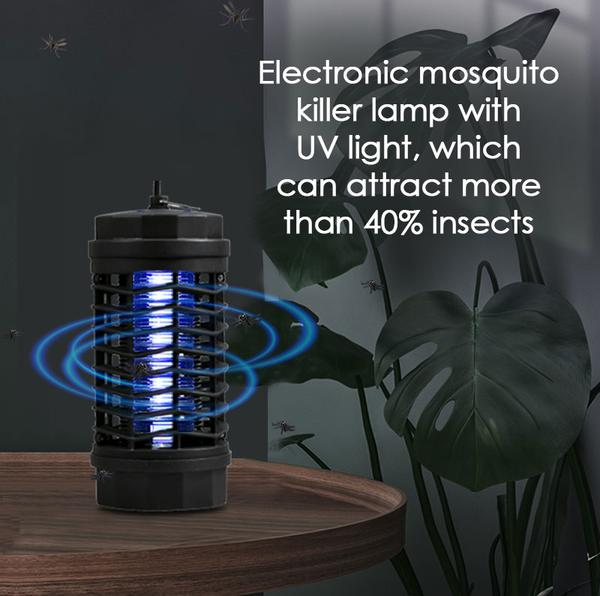 Electronic mosquito
killer lamp with
UV light, which
can attract more
than 40% insects